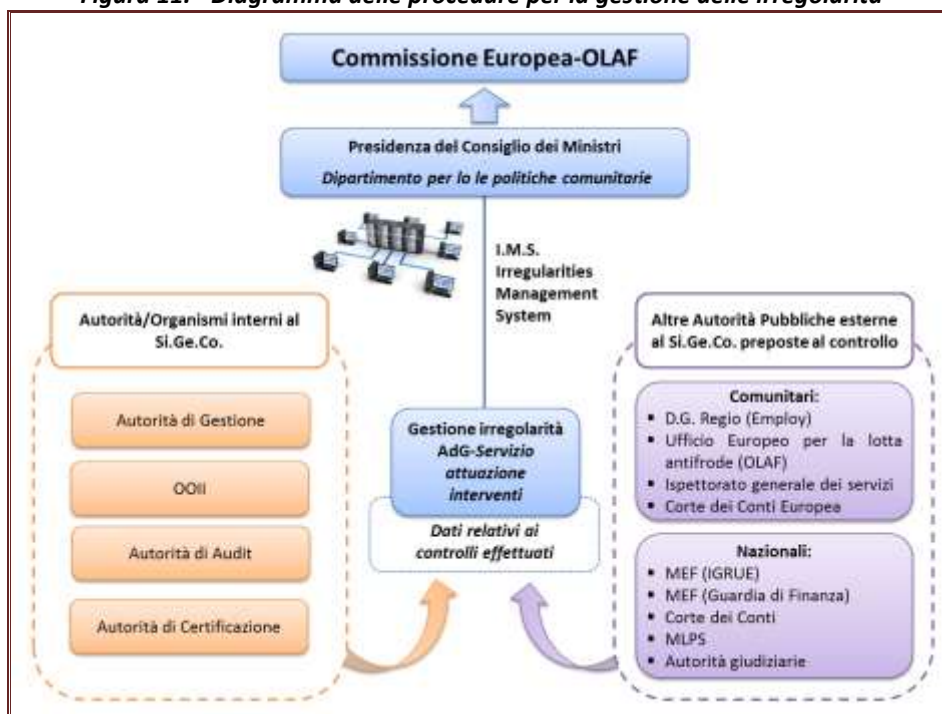 Figura 11. Diagramma delle procedure per la gestione delle irregolarità
Commissione Europea-OLAF
Presidenza del Consiglio dei Ministri
Dipartimento per lo le politiche comunitarie
I.M.S.
Irregularities
Management
System
Autorità/Organismi interni al
Si.Ge.Co.
Autorità di Gestione
OOII
Autorità di Audit
Autorità di Certificazione
Gestione irregolarità
AdG-Servizio
attuazione
interventi
Dati relativi ai
controlli effettuati
Altre Autorità Pubbliche esterne
al Si.Ge.Co. preposte al controllo
Comunitari:
▪ D.G. Regio (Employ)
▪ Ufficio Europeo per la lotta
antifrode (OLAF)
▪ Ispettorato generale dei servizi
▪ Corte dei Conti Europea
Nazionali:
▪ MEF (IGRUE)
▪ MEF (Guardia di Finanza)
▪ Corte dei Conti
▪ MLPS
▪ Autorità giudiziarie